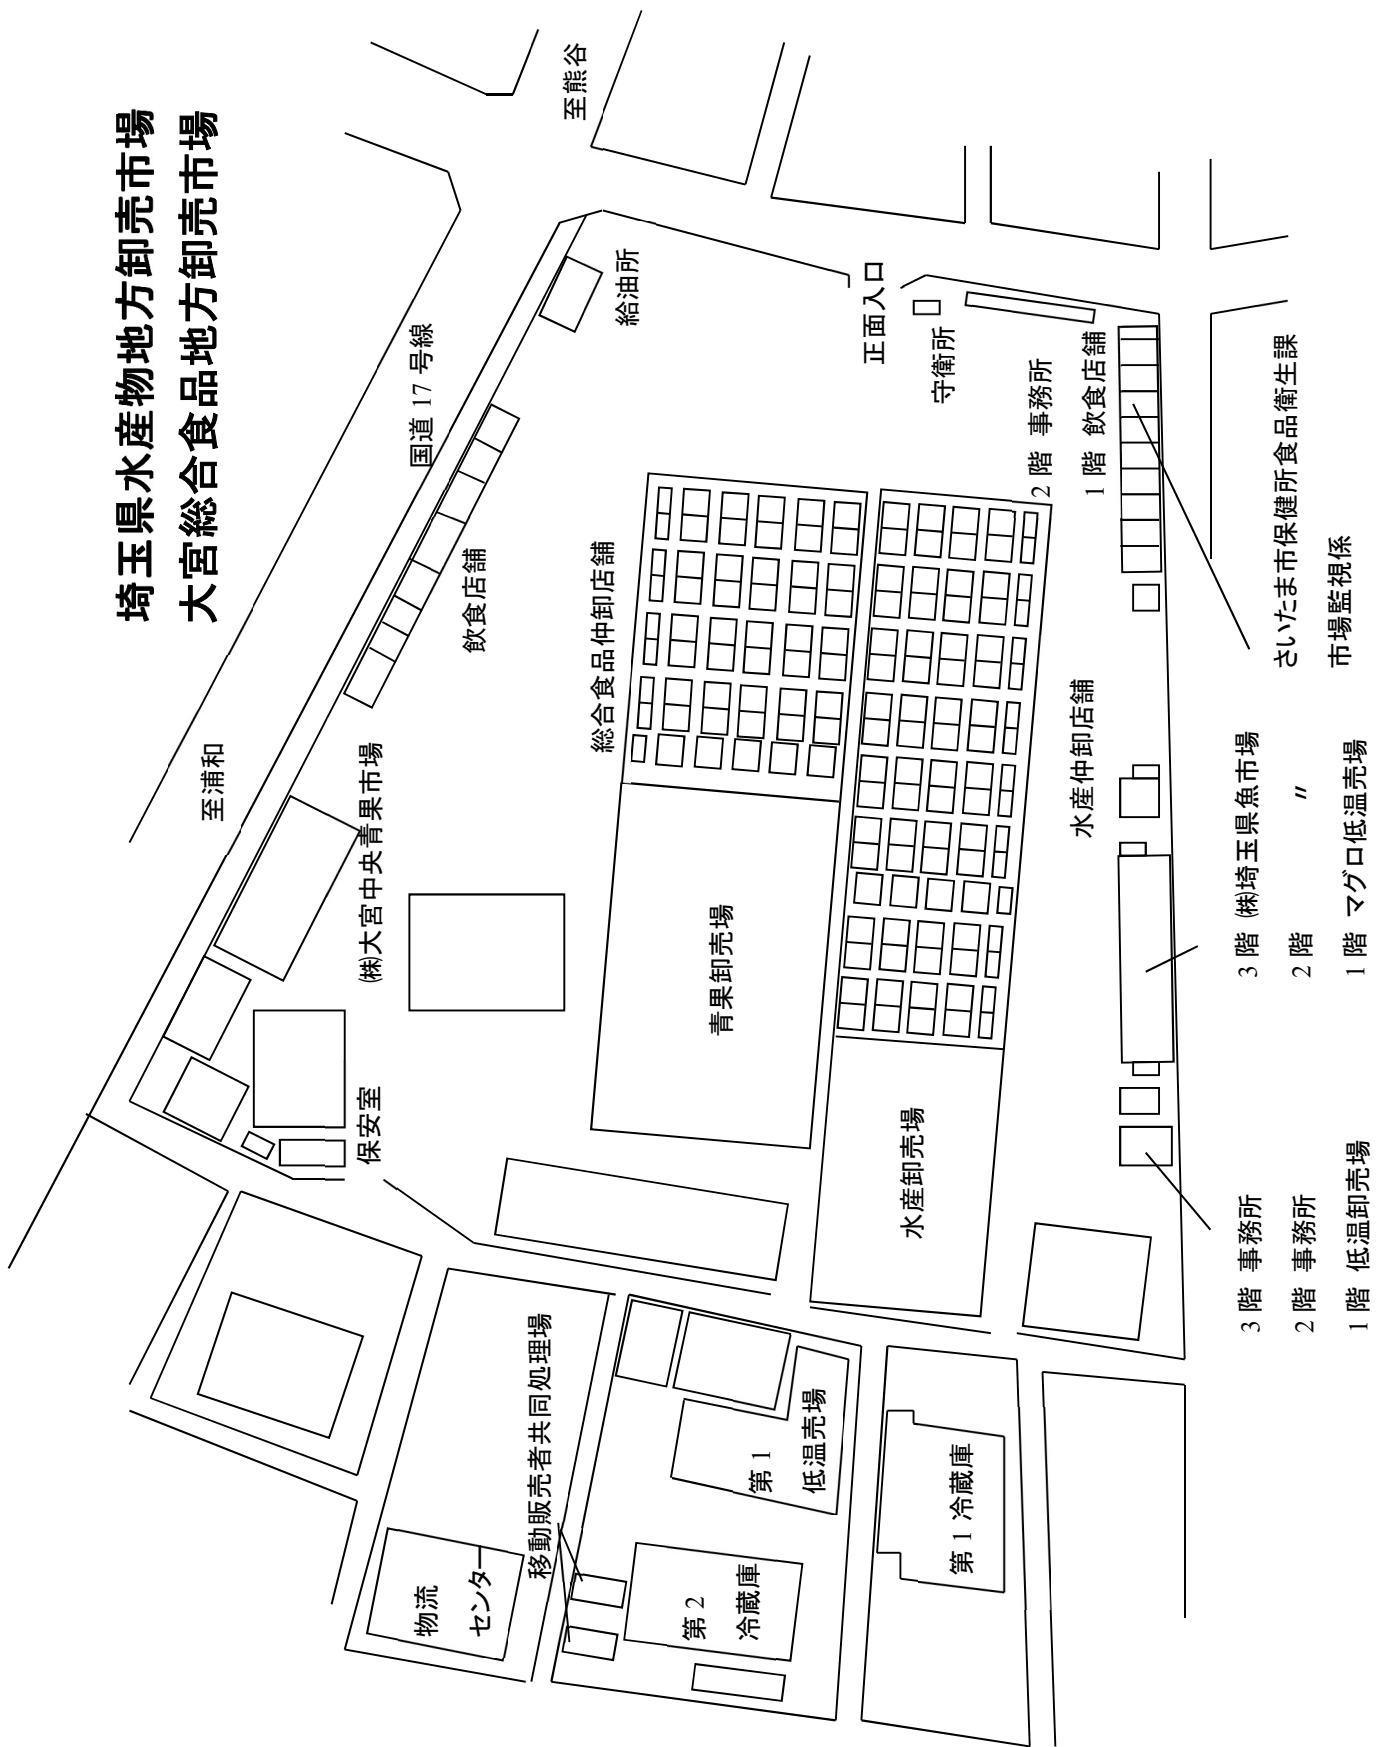 埼玉県水産物地方卸売市場
大宮総合食品地方卸売市場
至熊谷
国道 17 号線
給油所
至浦和
飲食店舗
㈱大宮中央青果市場
保安室
総合食品仲卸店舗
青果卸売場
水産卸売場
水産仲卸店舗
正面入口
守衛所
2 階 事務所
1 階 飲食店舗
さいたま市保健所食品衛生課
市場監視係
3 階 ㈱埼玉県魚市場
2 階 〃
1 階 マグロ低温売場
3 階 事務所
2 階 事務所
1 階 低温卸売場
移動販売者共同処理場
物流
センター
第 1
低温売場
第 2
冷蔵庫
第 1 冷蔵庫